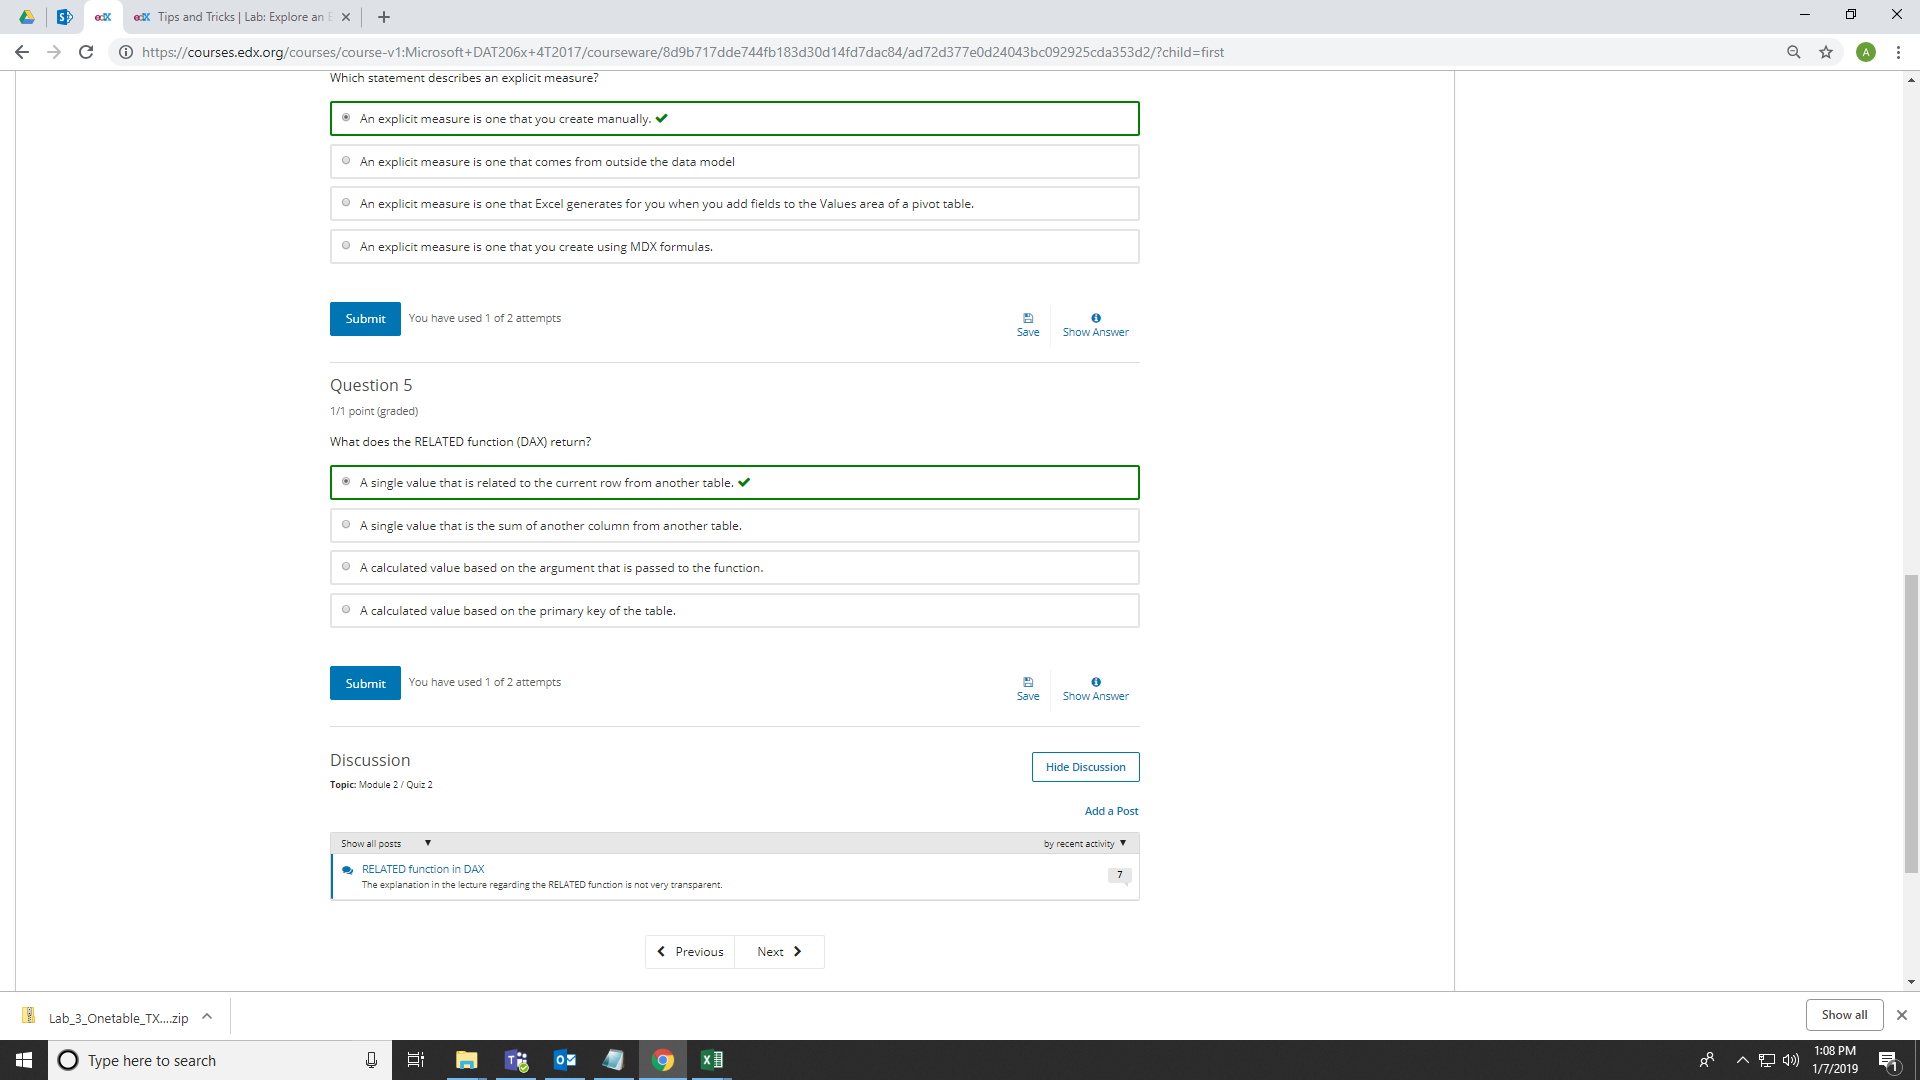 edX
edX Tips and Tricks | Lab: Explore an E
https://courses.edx.org/courses/course-v1:Microsoft+DAT206x+4T2017/courseware/8d9b717dde744fb183d30d14fd7dac84/ad72d377e0d24043bc092925cda353d2/?child=first
A
Which statement describes an explicit measure?
An explicit measure is one that you create manually.
An explicit measure is one that comes from outside the data model
An explicit measure is one that Excel generates for you when you add fields to the Values area of a pivot table.
An explicit measure is one that you create using MDX formulas.
Submit You have used 1 of 2 attempts
Save Show Answer
Question 5
1/1 point (graded)
What does the RELATED function (DAX) return?
A single value that is related to the current row from another table.
A single value that is the sum of another column from another table.
A calculated value based on the argument that is passed to the function.
A calculated value based on the primary key of the table.
Submit You have used 1 of 2 attempts
Save Show Answer
Discussion
Hide Discussion
Topic: Module 2 / Quiz 2
Add a Post
Show all posts by recent activity
RELATED function in DAX
7
The explanation in the lecture regarding the RELATED function is not very transparent.
Previous Next
Lab_3_Onetable_TX....zip
Show all
Type here to search
1:08 PM
1/7/2019
1